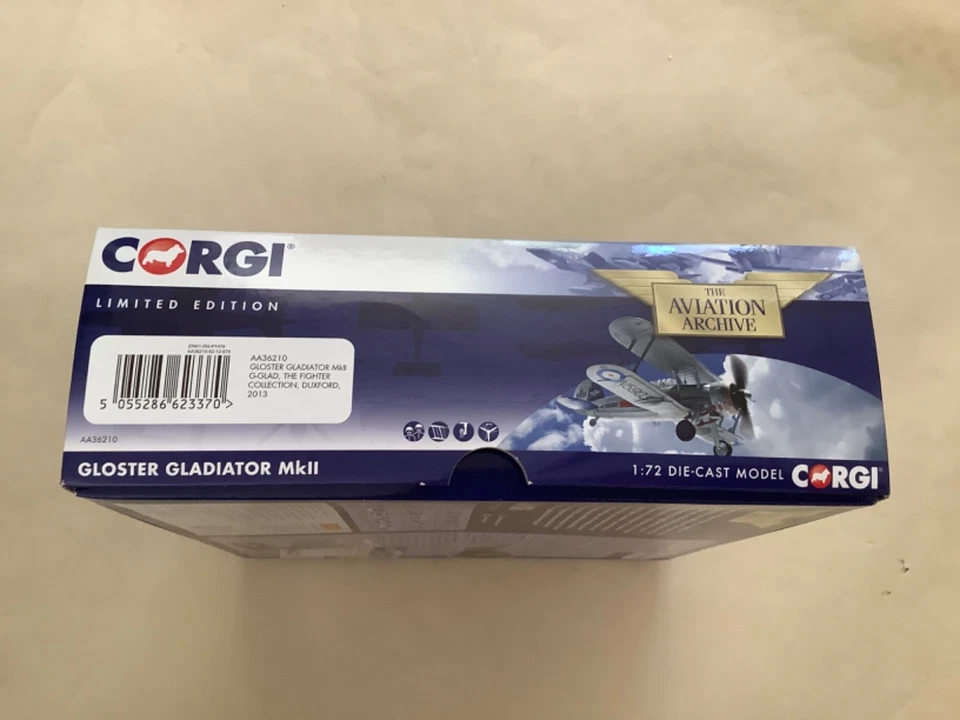 CORGI®
LIMITED EDITION
THE
AVIATION
ARCHIVE
AA36210
GLOSTER GLADIATOR MkII
G-GLAD, THE FIGHTER
COLLECTION, DUXFORD,
2013
5 055286 623370 >
AA36210
GLOSTER GLADIATOR MkII
1:72 DIE-CAST MODEL CORGI